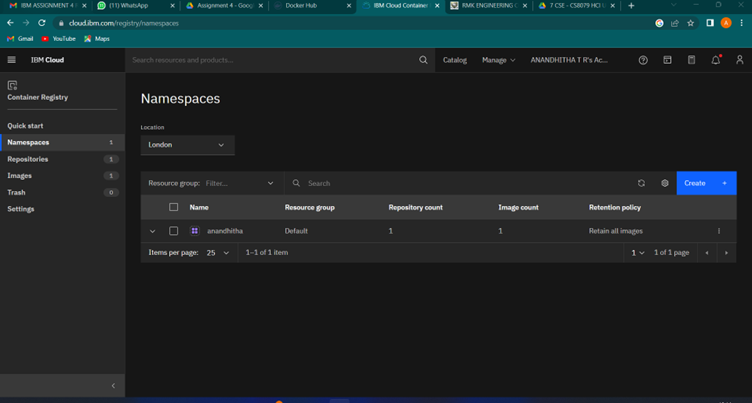 IBM ASSIGNMENT 4
(11) WhatsApp
Assignment 4 - Goog
Docker Hub
IBM Cloud Container
RMK ENGINEERING C
7 CSE - CS8079 HCI
cloud.ibm.com/registry/namespaces
A
Gmail
YouTube
Maps
IBM Cloud
Search resources and products...
Catalog
Manage
ANANDHITHA T R's Ac...
Container Registry
Quick start
Namespaces 1
Repositories 1
Images 1
Trash 0
Settings
Namespaces
Location
London
Resource group: Filter...
Search
Create +
Name Resource group Repository count Image count Retention policy
anandhitha Default 1 1 Retain all images
Items per page: 25 1–1 of 1 item 1 1 of 1 page